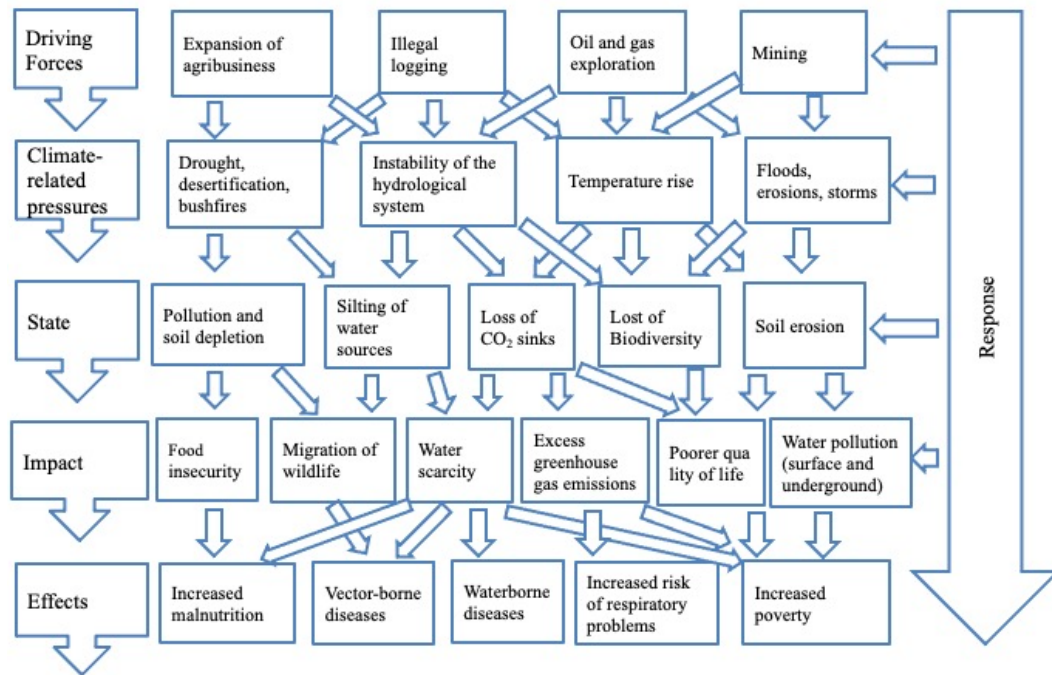 Driving
Forces
Expansion of
agribusiness
Illegal
logging
Oil and gas
exploration
Mining
Climate-
related
pressures
Drought,
desertification,
bushfires
Instability of the
hydrological
system
Temperature rise
Floods,
erosions, storms
State
Pollution and
soil depletion
Silting of
water
sources
Loss of
CO₂ sinks
Lost of
Biodiversity
Soil erosion
Impact
Food
insecurity
Migration of
wildlife
Water
scarcity
Excess
greenhouse
gas emissions
Poorer qua
lity of life
Water pollution
(surface and
underground)
Effects
Increased
malnutrition
Vector-borne
diseases
Waterborne
diseases
Increased risk
of respiratory
problems
Increased
poverty
Response